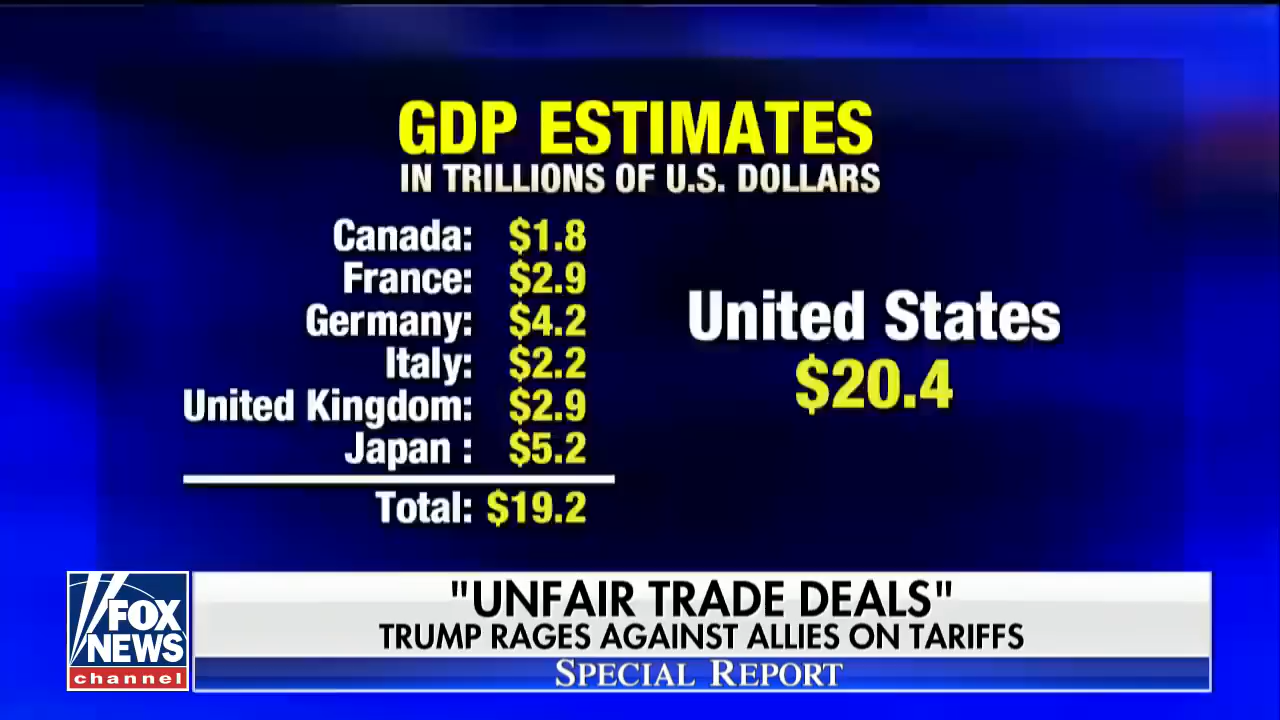 GDP ESTIMATES
IN TRILLIONS OF U.S. DOLLARS
Canada: $1.8
France: $2.9
Germany: $4.2
Italy: $2.2
United Kingdom: $2.9
Japan : $5.2
Total: $19.2
United States
$20.4
FOX
NEWS
channel
"UNFAIR TRADE DEALS"
TRUMP RAGES AGAINST ALLIES ON TARIFFS
SPECIAL REPORT